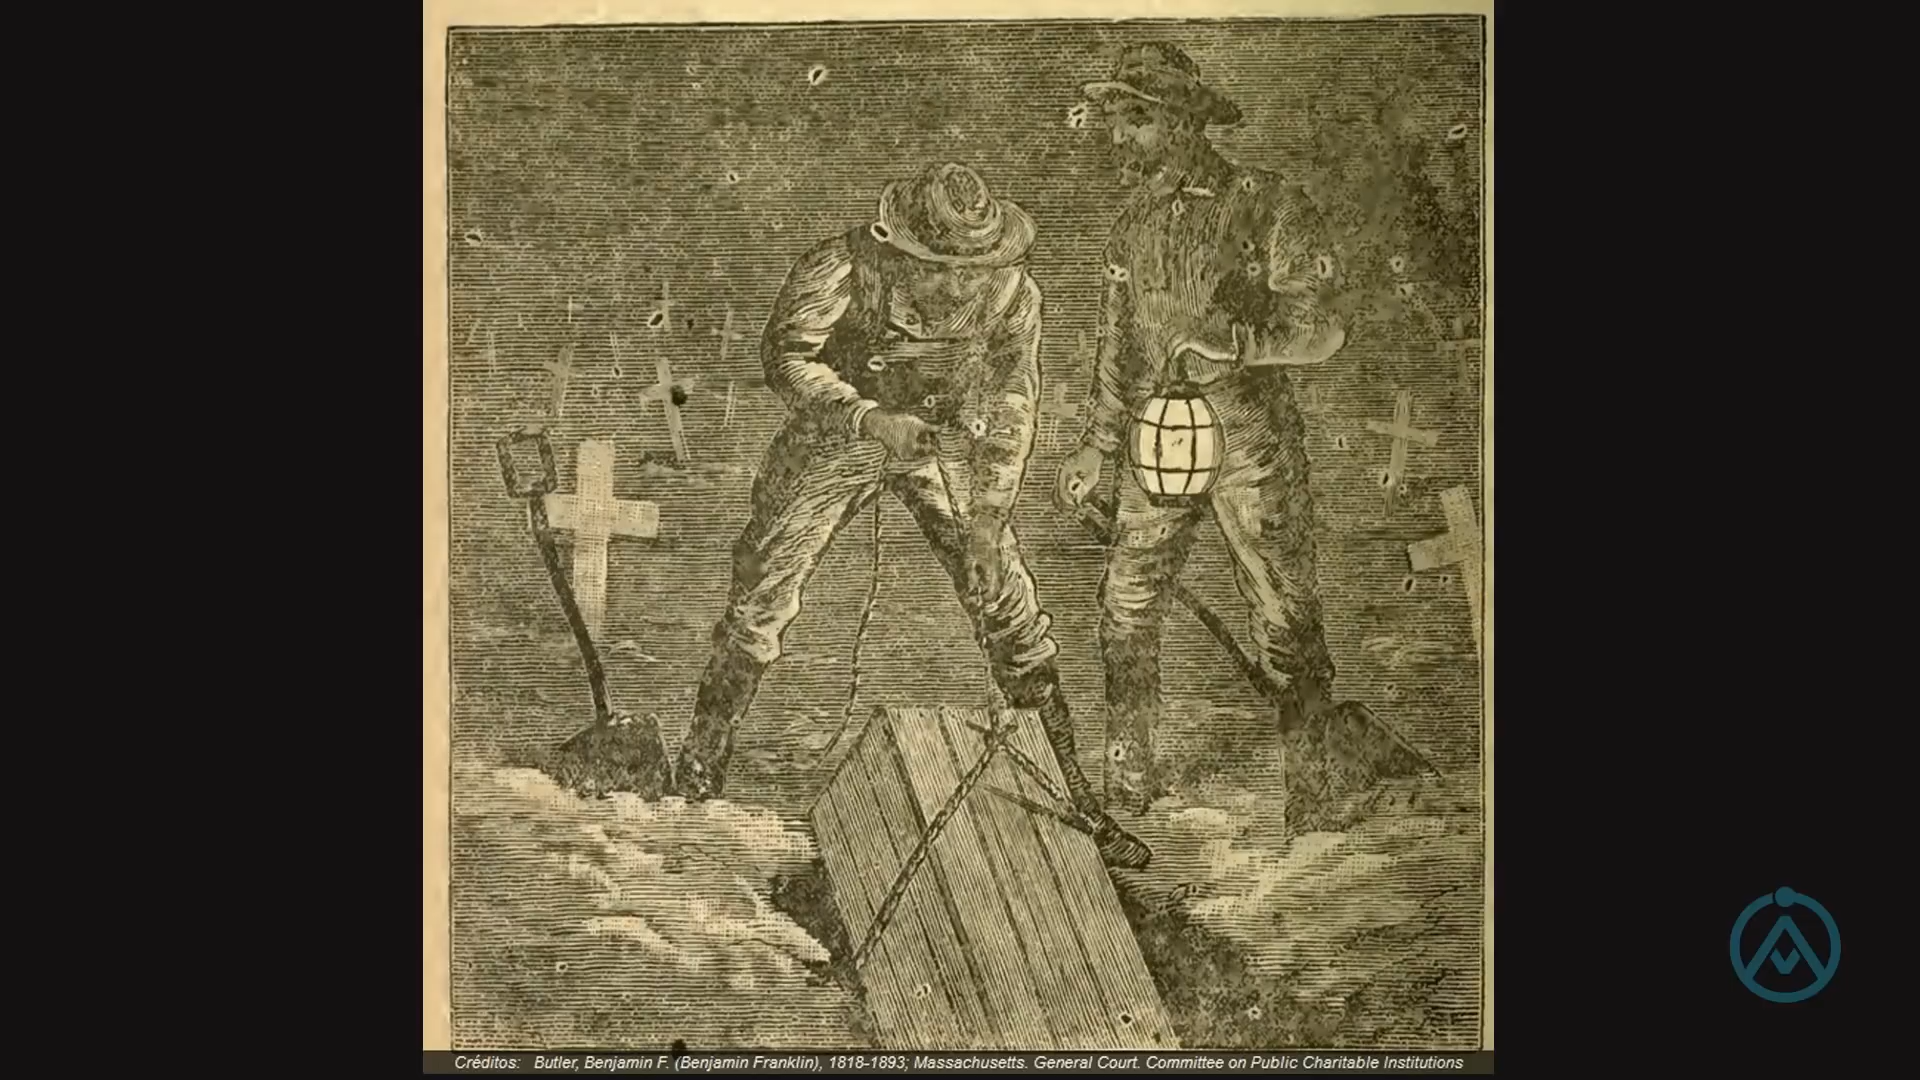 Créditos: Butler, Benjamin F. (Benjamin Franklin), 1818-1893; Massachusetts. General Court. Committee on Public Charitable Institutions